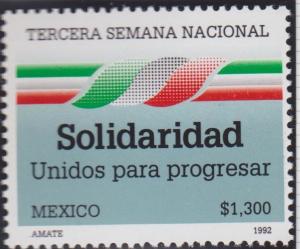 TERCERA SEMANA NACIONAL
Solidaridad
Unidos para progresar
MEXICO $1,300
AMATE 1992